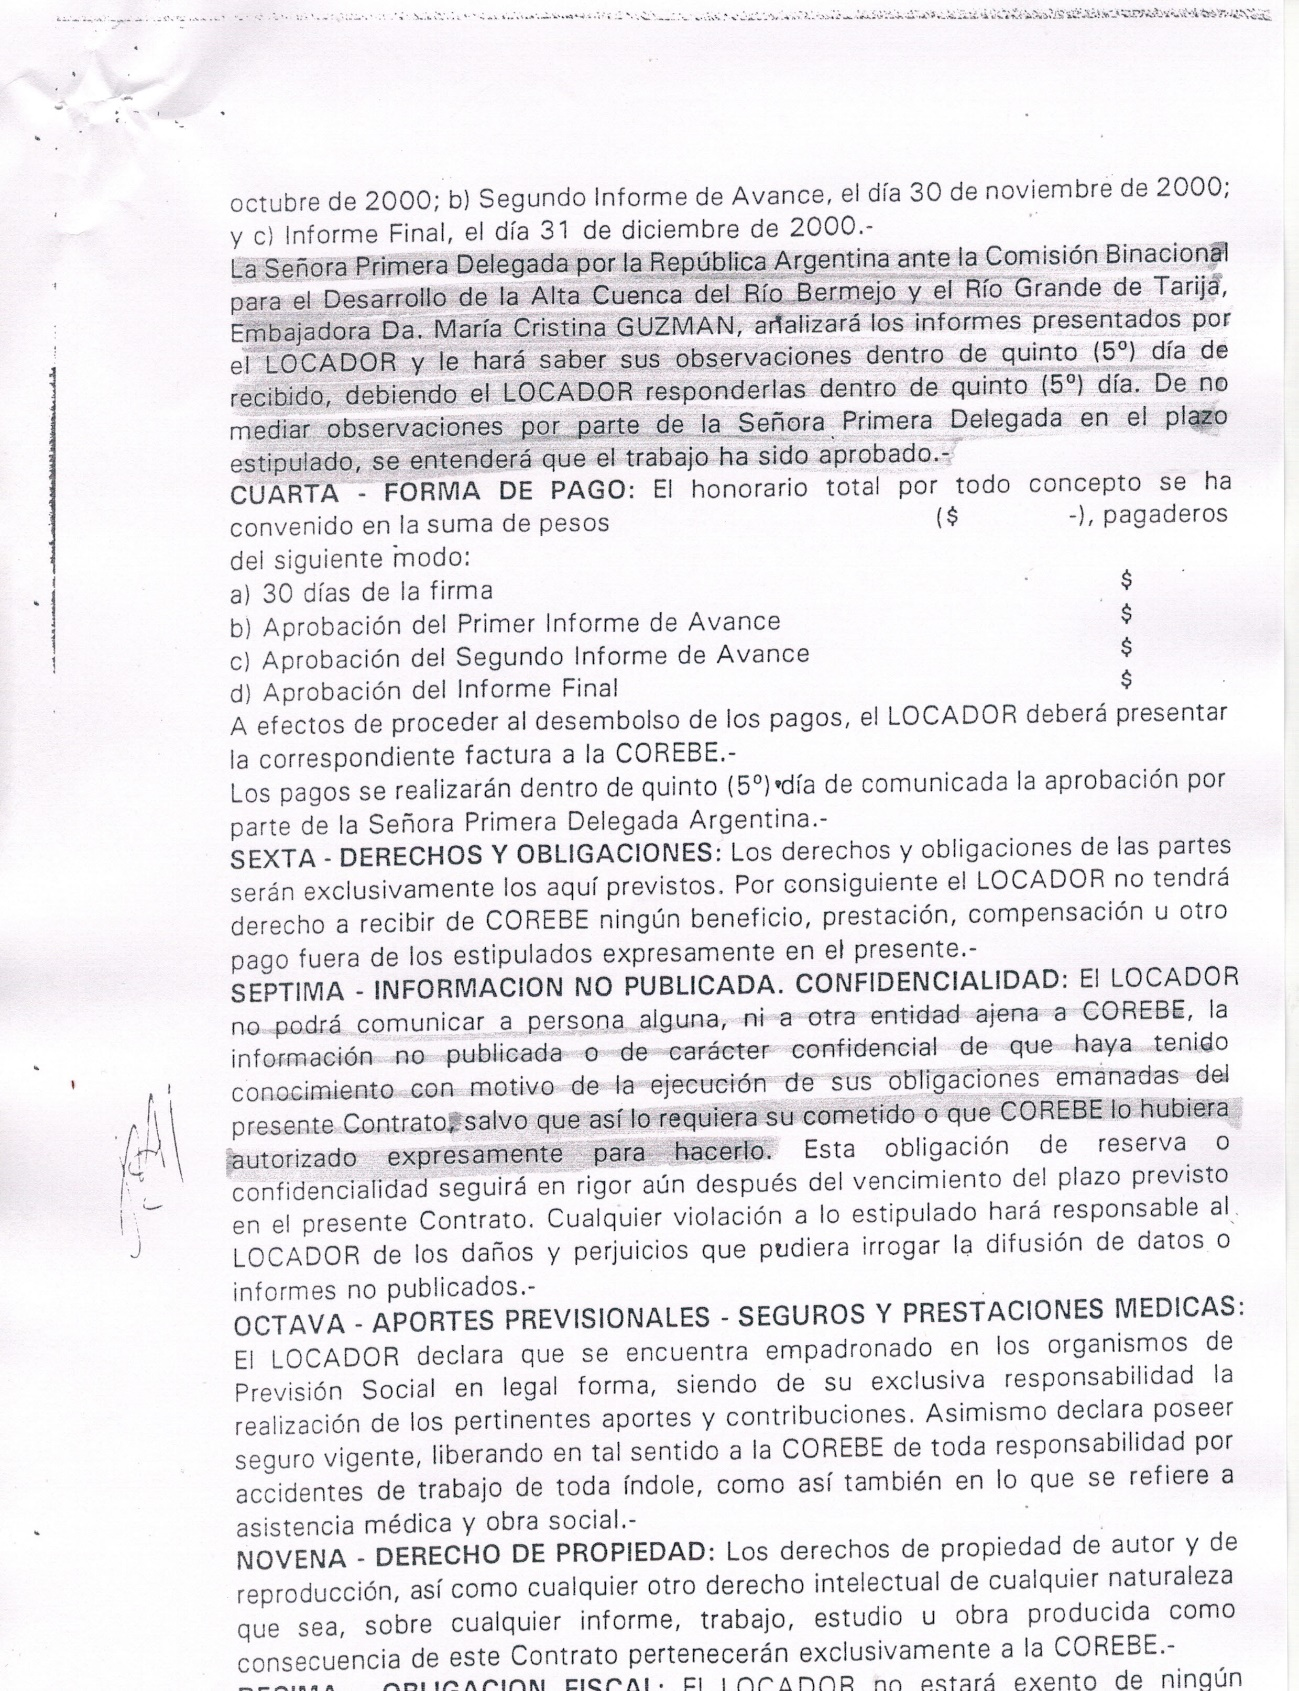 octubre de 2000; b) Segundo Informe de Avance, el día 30 de noviembre de 2000;
y c) Informe Final, el día 31 de diciembre de 2000.-
La Señora Primera Delegada por la República Argentina ante la Comisión Binacional
para el Desarrollo de la Alta Cuenca del Río Bermejo y el Río Grande de Tarija,
Embajadora Da. María Cristina GUZMAN, analizará los informes presentados por
el LOCADOR y le hará saber sus observaciones dentro de quinto (5º) día de
recibido, debiendo el LOCADOR responderlas dentro de quinto (5º) día. De no
mediar observaciones por parte de la Señora Primera Delegada en el plazo
estipulado, se entenderá que el trabajo ha sido aprobado.-
CUARTA - FORMA DE PAGO: El honorario total por todo concepto se ha
convenido en la suma de pesos ($ -), pagaderos
del siguiente modo:
a) 30 días de la firma $
b) Aprobación del Primer Informe de Avance $
c) Aprobación del Segundo Informe de Avance $
d) Aprobación del Informe Final $
A efectos de proceder al desembolso de los pagos, el LOCADOR deberá presentar
la correspondiente factura a la COREBE.-
Los pagos se realizarán dentro de quinto (5º) día de comunicada la aprobación por
parte de la Señora Primera Delegada Argentina.-
SEXTA - DERECHOS Y OBLIGACIONES: Los derechos y obligaciones de las partes
serán exclusivamente los aquí previstos. Por consiguiente el LOCADOR no tendrá
derecho a recibir de COREBE ningún beneficio, prestación, compensación u otro
pago fuera de los estipulados expresamente en el presente.-
SEPTIMA - INFORMACION NO PUBLICADA. CONFIDENCIALIDAD: El LOCADOR
no podrá comunicar a persona alguna, ni a otra entidad ajena a COREBE, la
información no publicada o de carácter confidencial de que haya tenido
conocimiento con motivo de la ejecución de sus obligaciones emanadas del
presente Contrato, salvo que así lo requiera su cometido o que COREBE lo hubiera
autorizado expresamente para hacerlo. Esta obligación de reserva o
confidencialidad seguirá en rigor aún después del vencimiento del plazo previsto
en el presente Contrato. Cualquier violación a lo estipulado hará responsable al
LOCADOR de los daños y perjuicios que pudiera irrogar la difusión de datos o
informes no publicados.-
OCTAVA - APORTES PREVISIONALES - SEGUROS Y PRESTACIONES MEDICAS:
El LOCADOR declara que se encuentra empadronado en los organismos de
Previsión Social en legal forma, siendo de su exclusiva responsabilidad la
realización de los pertinentes aportes y contribuciones. Asimismo declara poseer
seguro vigente, liberando en tal sentido a la COREBE de toda responsabilidad por
accidentes de trabajo de toda índole, como así también en lo que se refiere a
asistencia médica y obra social.-
NOVENA - DERECHO DE PROPIEDAD: Los derechos de propiedad de autor y de
reproducción, así como cualquier otro derecho intelectual de cualquier naturaleza
que sea, sobre cualquier informe, trabajo, estudio u obra producida como
consecuencia de este Contrato pertenecerán exclusivamente a la COREBE.-
DECIMA - OBLIGACION FISCAL: El LOCADOR no estará exento de ningún